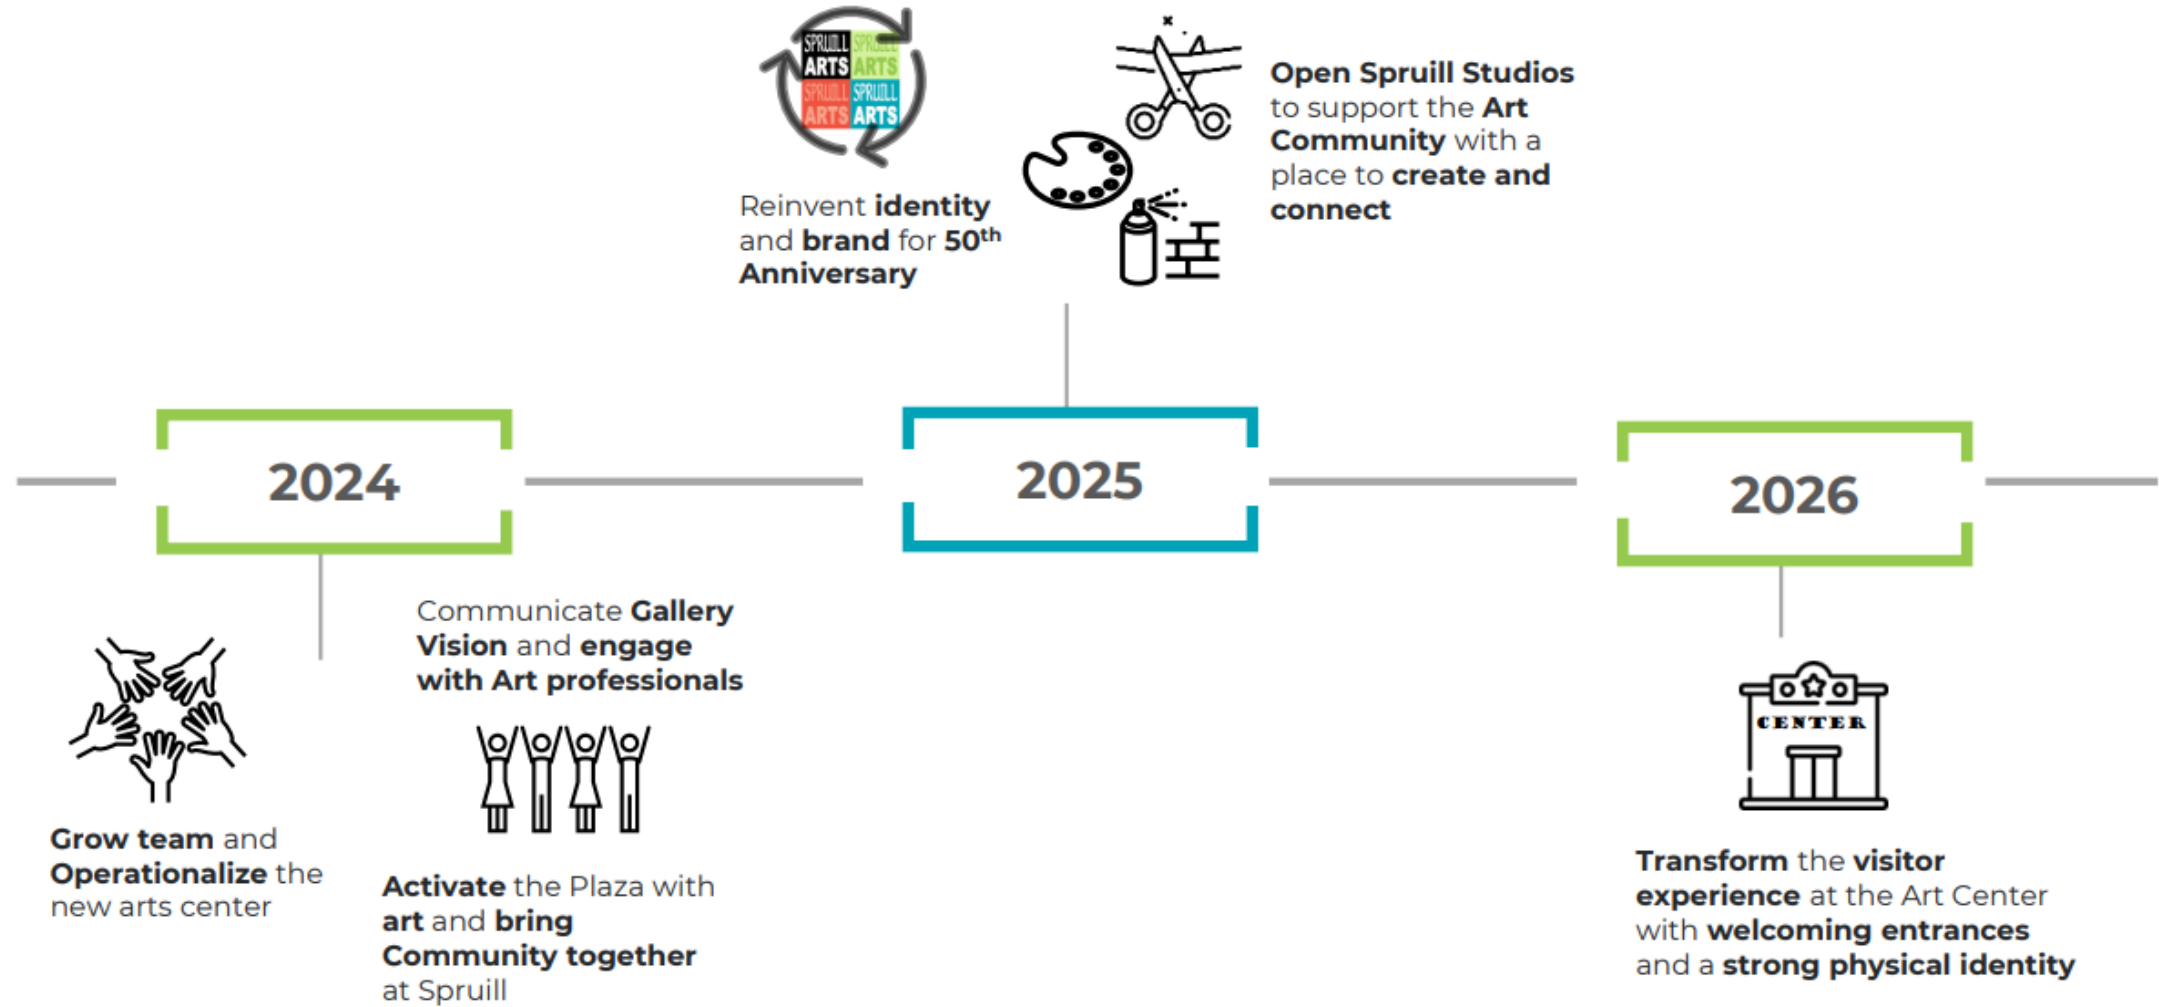 SPRUILL SPRUILL
ARTS ARTS
SPRUILL SPRUILL
ARTS ARTS
Reinvent identity
and brand for 50th
Anniversary
Open Spruill Studios
to support the Art
Community with a
place to create and
connect
2024
2025
2026
Grow team and
Operationalize the
new arts center
Communicate Gallery
Vision and engage
with Art professionals
Activate the Plaza with
art and bring
Community together
at Spruill
CENTER
Transform the visitor
experience at the Art Center
with welcoming entrances
and a strong physical identity